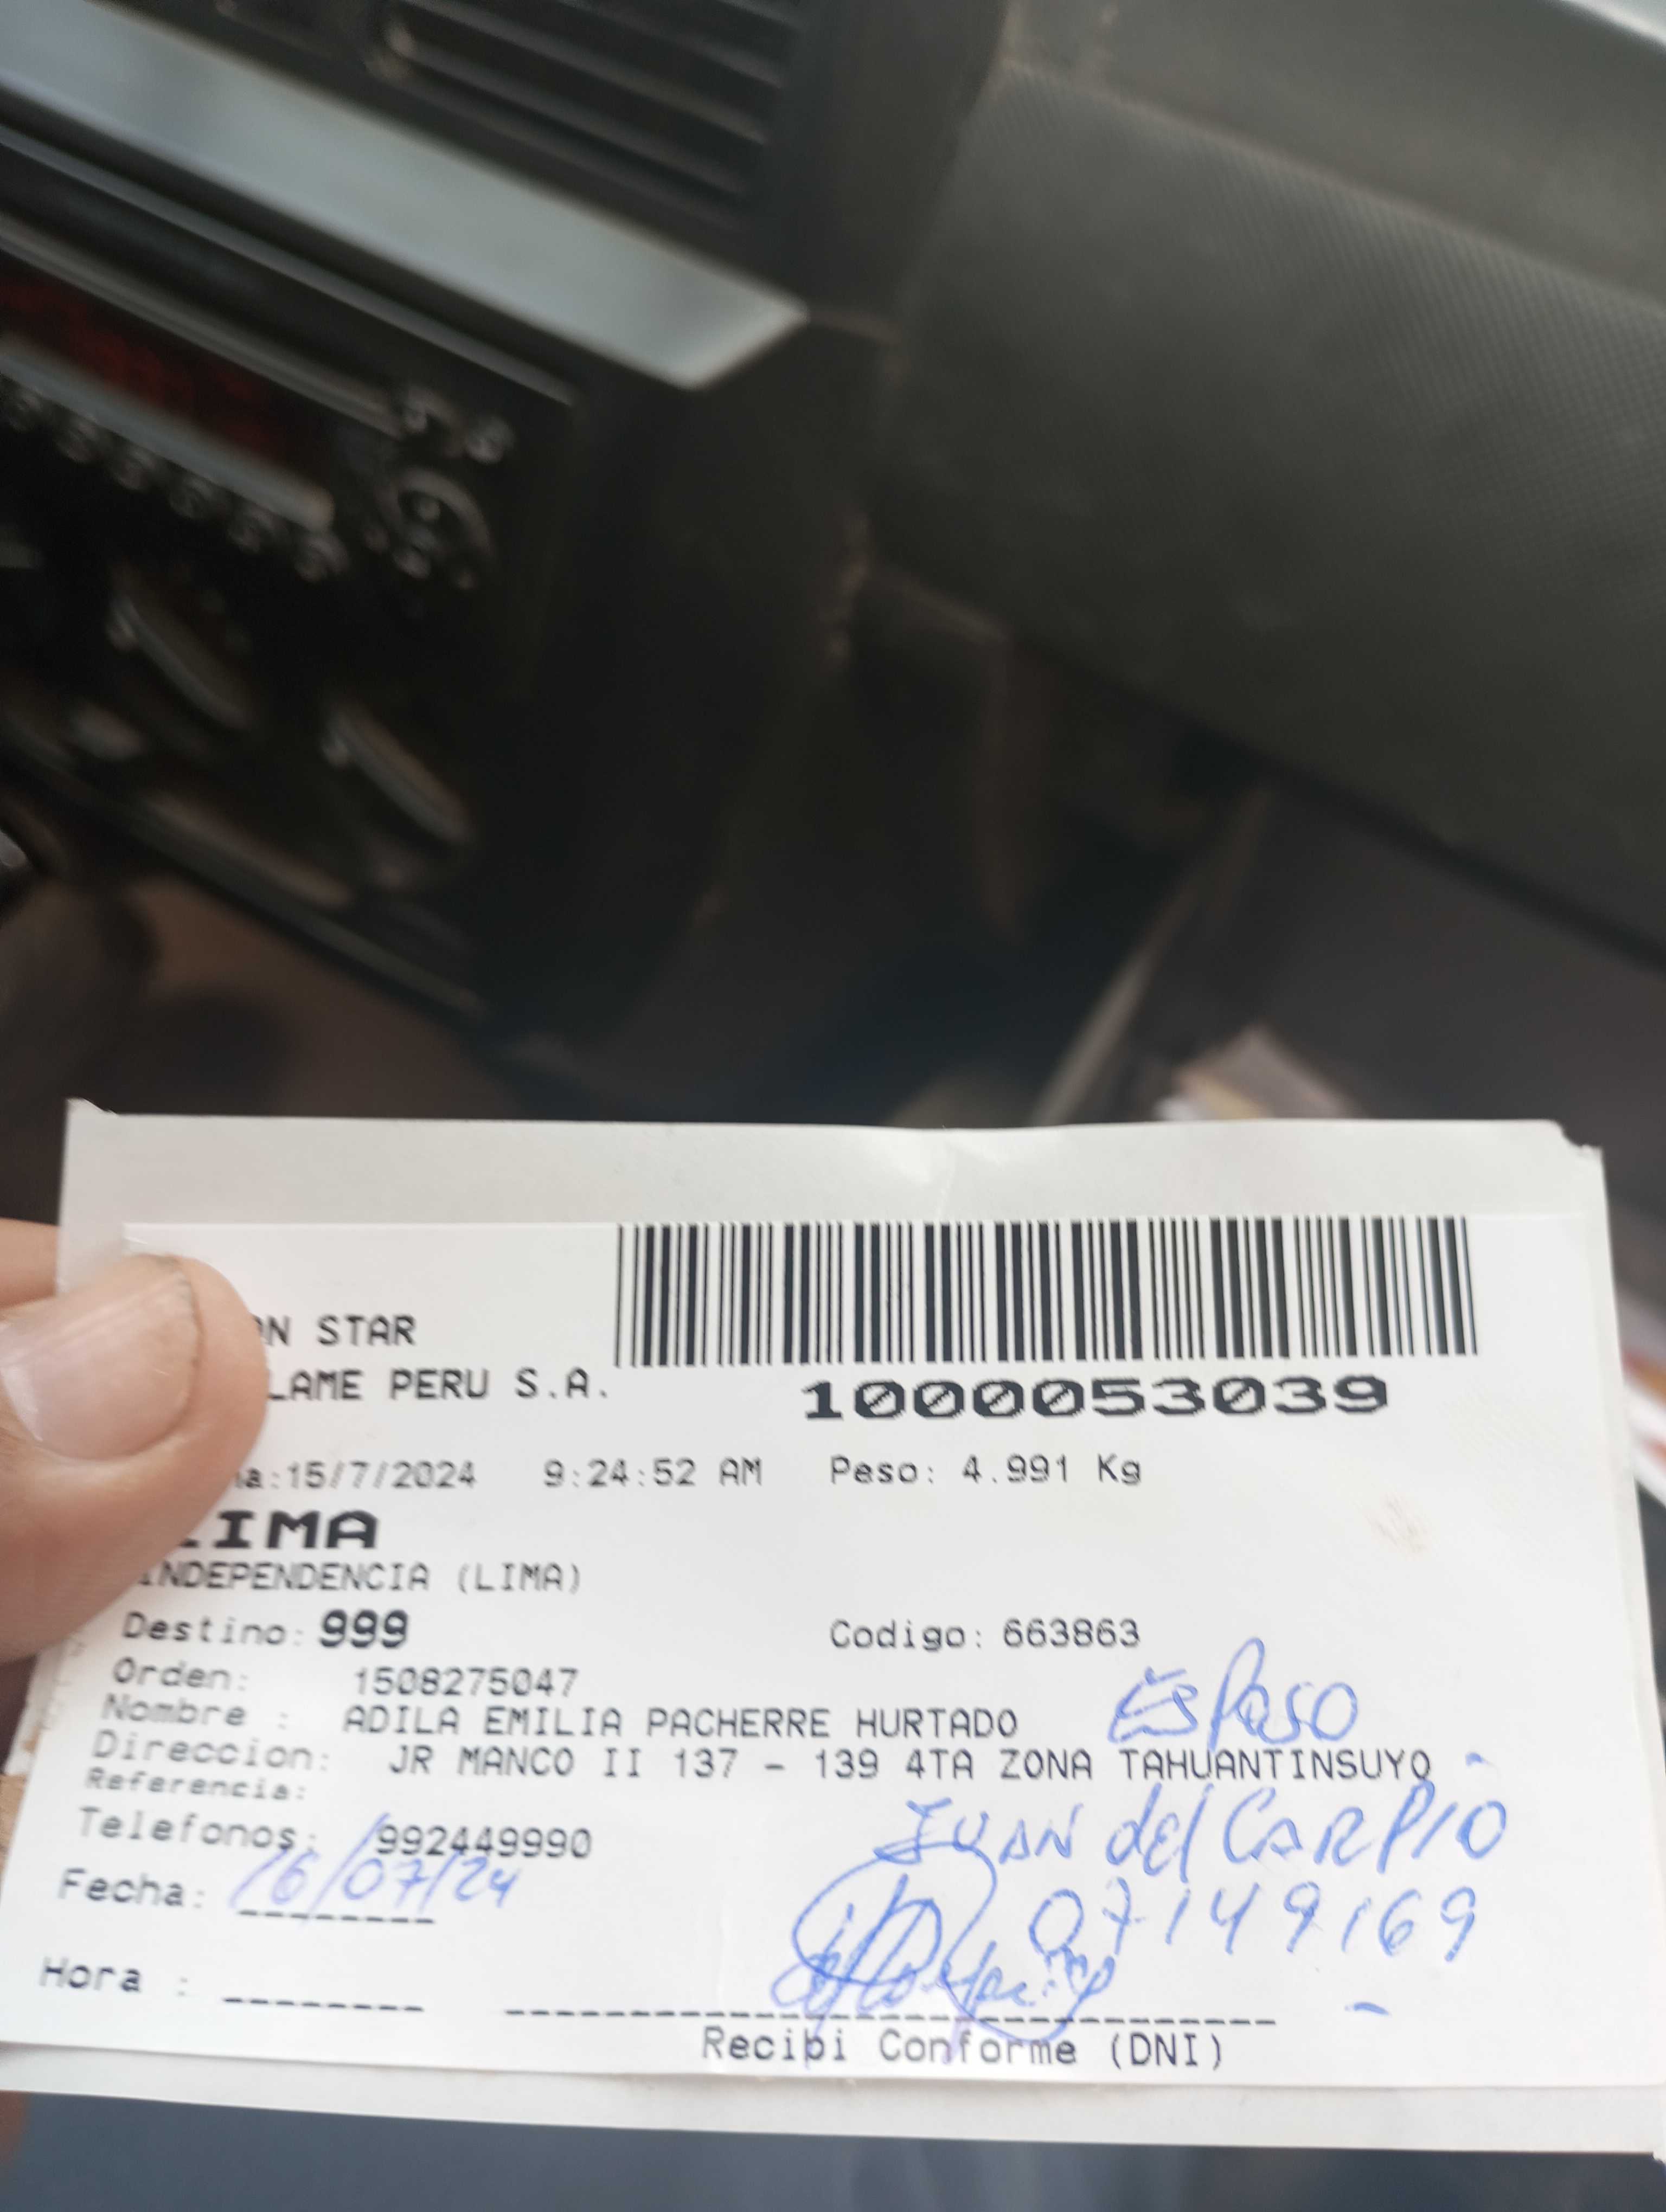 ON STAR
LAME PERU S.A.
1000053039
a:15/7/2024 9:24:52 AM Peso: 4.991 Kg
LIMA
INDEPENDENCIA (LIMA)
Destino: 999 Codigo: 663863
Orden: 1508275047
Nombre : ADILA EMILIA PACHERRE HURTADO
Esposo
Direccion: JR MANCO II 137 - 139 4TA ZONA TAHUANTINSUYO
Referencia:
Telefonos: 992449990
JUAN del CARPIO
Fecha: 16/07/24
07149169
Hora :
Recibi Conforme (DNI)